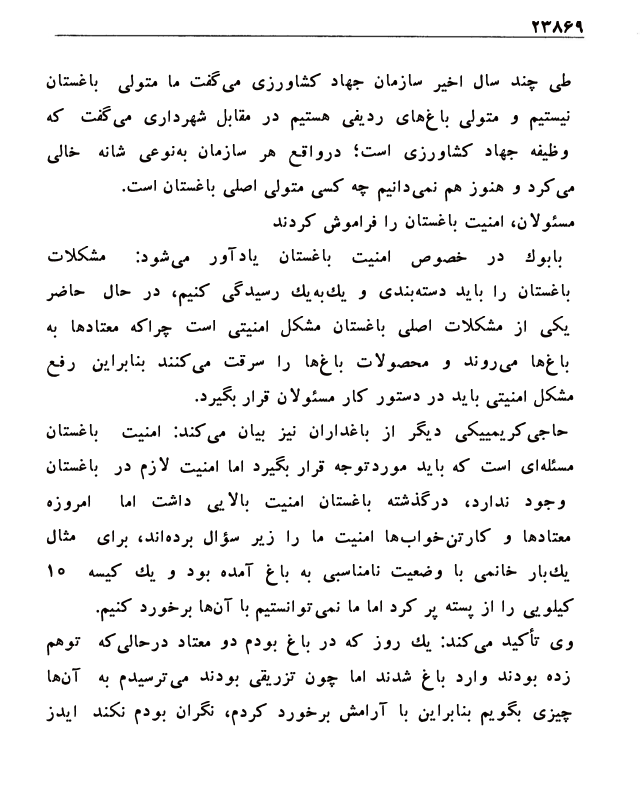 ۲۳۸۶۹
طی چند سال اخیر سازمان جهاد کشاورزی می‌گفت ما متولی باغستان
نیستیم و متولی باغ‌های ردیفی هستیم در مقابل شهرداری می‌گفت که
وظیفه جهاد کشاورزی است؛ درواقع هر سازمان به‌نوعی شانه خالی
می‌کرد و هنوز هم نمی‌دانیم چه کسی متولی اصلی باغستان است.
مسئولان، امنیت باغستان را فراموش کردند
بابوك در خصوص امنیت باغستان یادآور می‌شود: مشکلات
باغستان را باید دسته‌بندی و یك‌به‌یك رسیدگی کنیم، در حال حاضر
یکی از مشکلات اصلی باغستان مشکل امنیتی است چراکه معتادها به
باغ‌ها می‌روند و محصولات باغ‌ها را سرقت می‌کنند بنابراین رفع
مشکل امنیتی باید در دستور کار مسئولان قرار بگیرد.
حاجی‌کریمییکی دیگر از باغداران نیز بیان می‌کند: امنیت باغستان
مسئله‌ای است که باید موردتوجه قرار بگیرد اما امنیت لازم در باغستان
وجود ندارد، درگذشته باغستان امنیت بالایی داشت اما امروزه
معتادها و کارتن‌خواب‌ها امنیت ما را زیر سؤال برده‌اند، برای مثال
یك‌بار خانمی با وضعیت نامناسبی به باغ آمده بود و یك کیسه ۱۵
کیلویی را از پسته پر کرد اما ما نمی‌توانستیم با آن‌ها برخورد کنیم.
وی تأکید می‌کند: یك روز که در باغ بودم دو معتاد درحالی‌که توهم
زده بودند وارد باغ شدند اما چون تزریقی بودند می‌ترسیدم به آن‌ها
چیزی بگویم بنابراین با آرامش برخورد کردم، نگران بودم نکند ایدز